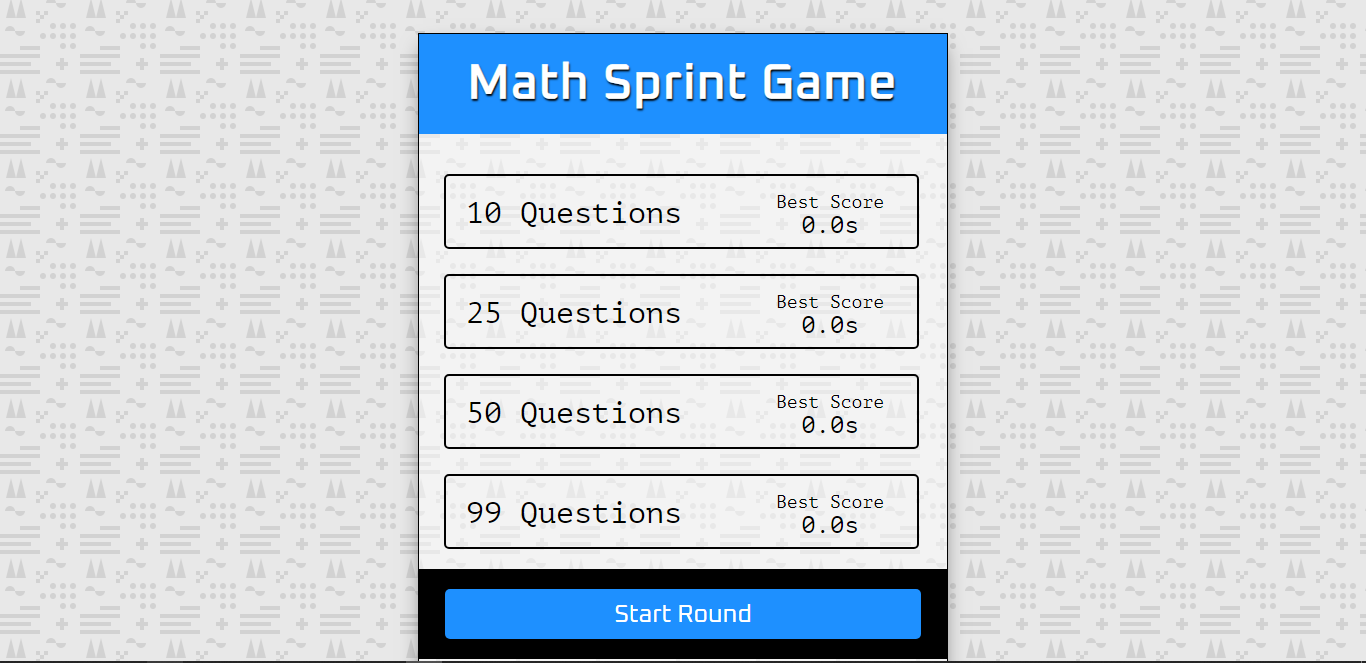 Math Sprint Game
10 Questions
Best Score
0.0s
25 Questions
Best Score
0.0s
50 Questions
Best Score
0.0s
99 Questions
Best Score
0.0s
Start Round